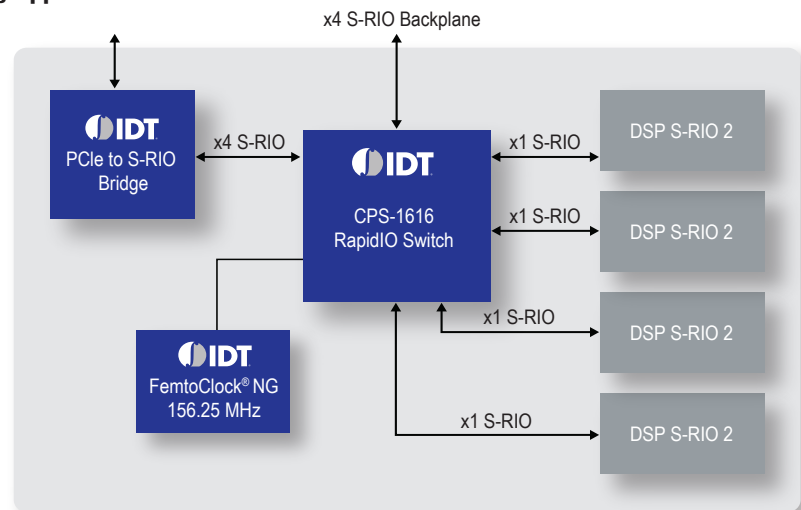 x4 S-RIO Backplane
IDT
PCIe to S-RIO
Bridge
x4 S-RIO
IDT
CPS-1616
RapidIO Switch
x1 S-RIO
DSP S-RIO 2
x1 S-RIO
DSP S-RIO 2
x1 S-RIO
DSP S-RIO 2
x1 S-RIO
DSP S-RIO 2
IDT
FemtoClock® NG
156.25 MHz